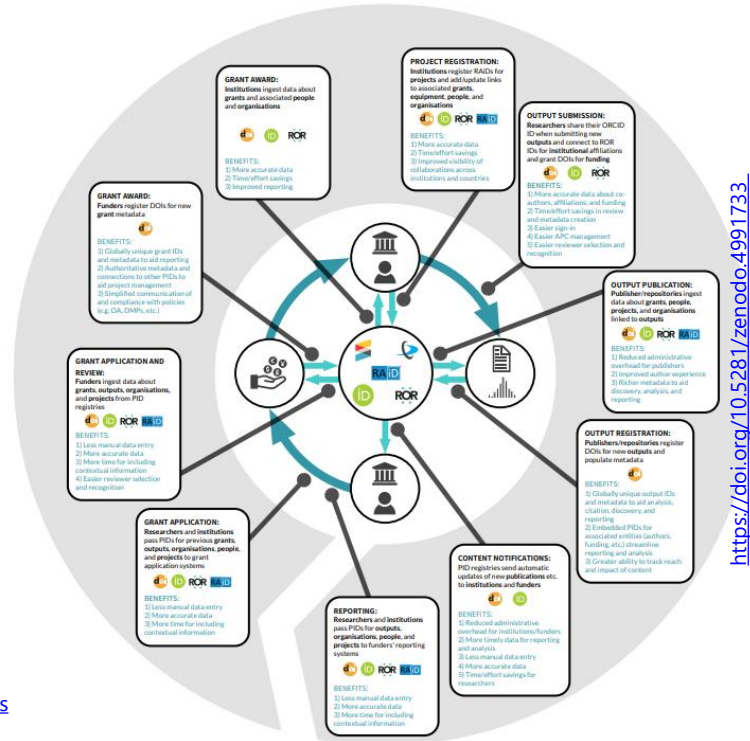 GRANT AWARD:
Institutions ingest data about
grants and associated people
and organisations
doi iD ROR
BENEFITS:
1) More accurate data
2) Time/effort savings
3) Improved reporting
PROJECT REGISTRATION:
Institutions register RAiDs for
projects and add/update links
to associated grants,
equipment, people, and
organisations
doi iD ROR RAiD
BENEFITS:
1) More accurate data
2) Time/effort savings
3) Improved visibility of
collaborations across
institutions and countries
OUTPUT SUBMISSION:
Researchers share their ORCID
ID when submitting new
outputs and connect to ROR
IDs for institutional affiliations
and grant DOIs for funding
doi iD ROR
BENEFITS:
1) More accurate data about co-
authors, affiliations, and funding
2) Time/effort savings in review
and metadata creation
3) Easier sign-in
4) Easier APC management
5) Easier reviewer selection and
recognition
GRANT AWARD:
Funders register DOIs for new
grant metadata
doi
BENEFITS:
1) Globally unique grant IDs
and metadata to aid reporting
2) Authoritative metadata and
connections to other PIDs to
aid project management
3) Simplified communication of
and compliance with policies
(e.g. OA, DMPs, etc.)
OUTPUT PUBLICATION:
Publisher/repositories ingest
data about grants, people,
projects, and organisations
linked to outputs
doi iD ROR RAiD
BENEFITS:
1) Reduced administrative
overhead for publishers
2) Improved author experience
3) Richer metadata to aid
discovery, analysis, and
reporting
RAiD
iD ROR
GRANT APPLICATION AND
REVIEW:
Funders ingest data about
grants, outputs, organisations,
and projects from PID
registries
doi iD ROR RAiD
BENEFITS:
1) Less manual data entry
2) More accurate data
3) More time for including
contextual information
4) Easier reviewer selection
and recognition
OUTPUT REGISTRATION:
Publishers/repositories register
DOIs for new outputs and
populate metadata
doi
BENEFITS:
1) Globally unique output IDs
and metadata to aid analysis,
citation, discovery, and
reporting
2) Embedded PIDs for
associated entities (authors,
funding, etc.) streamline
reporting and analysis
3) Greater ability to track reach
and impact of content
GRANT APPLICATION:
Researchers and institutions
pass PIDs for previous grants,
outputs, organisations, people,
and projects to grant
application systems
doi iD ROR RAiD
BENEFITS:
1) Less manual data entry
2) More accurate data
3) More time for including
contextual information
REPORTING:
Researchers and institutions
pass PIDs for outputs,
organisations, people, and
projects to funders' reporting
systems
doi iD ROR RAiD
BENEFITS:
1) Less manual data entry
2) More accurate data
3) More time for including
contextual information
CONTENT NOTIFICATIONS:
PID registries send automatic
updates of new publications etc.
to institutions and funders
doi iD
BENEFITS:
1) Reduced administrative
overhead for institutions/funders
2) More timely data for reporting
and analysis
3) Less manual data entry
4) More accurate data
5) Time/effort savings for
researchers
https://doi.org/10.5281/zenodo.4991733
s